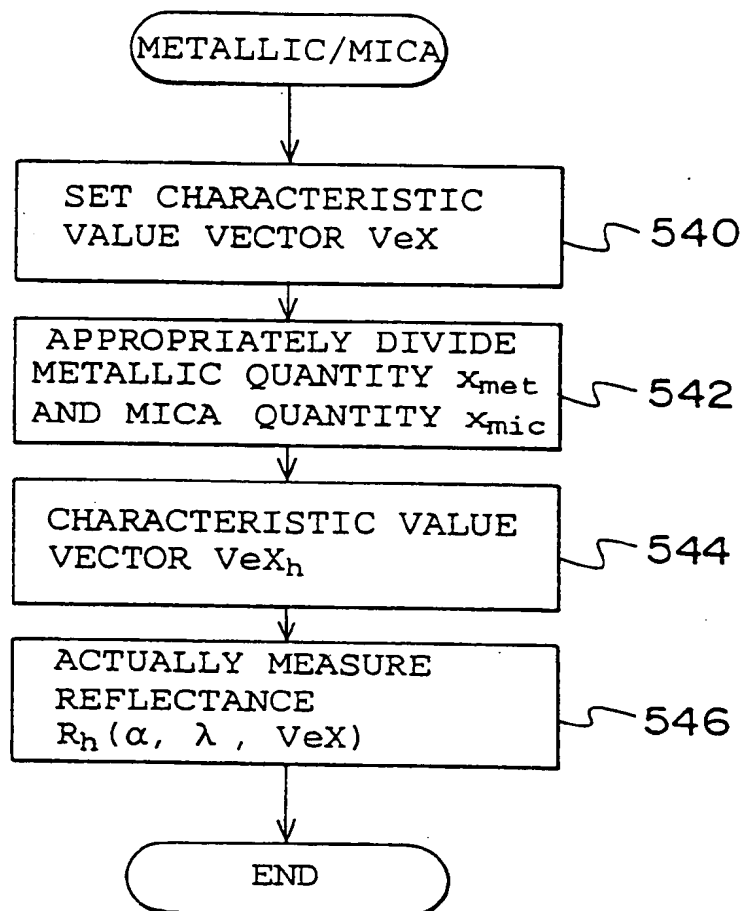 METALLIC/MICA
SET CHARACTERISTIC
VALUE VECTOR VeX
540
APPROPRIATELY DIVIDE
METALLIC QUANTITY xmet
AND MICA QUANTITY xmic
542
CHARACTERISTIC VALUE
VECTOR VeXh
544
ACTUALLY MEASURE
REFLECTANCE
Rh(α, λ , VeX)
546
END